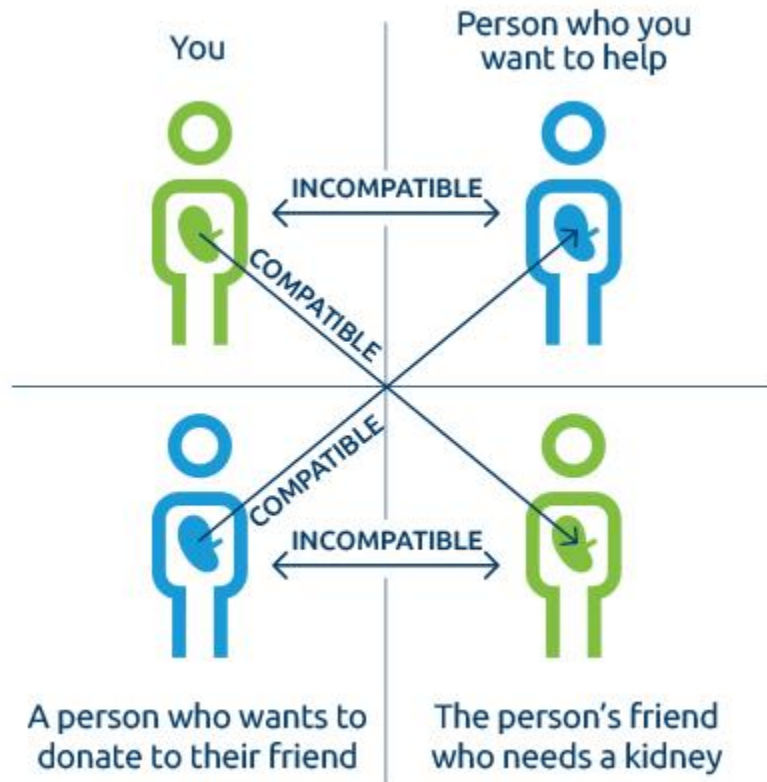 You
Person who you
want to help
INCOMPATIBLE
COMPATIBLE
COMPATIBLE
INCOMPATIBLE
A person who wants to
donate to their friend
The person's friend
who needs a kidney